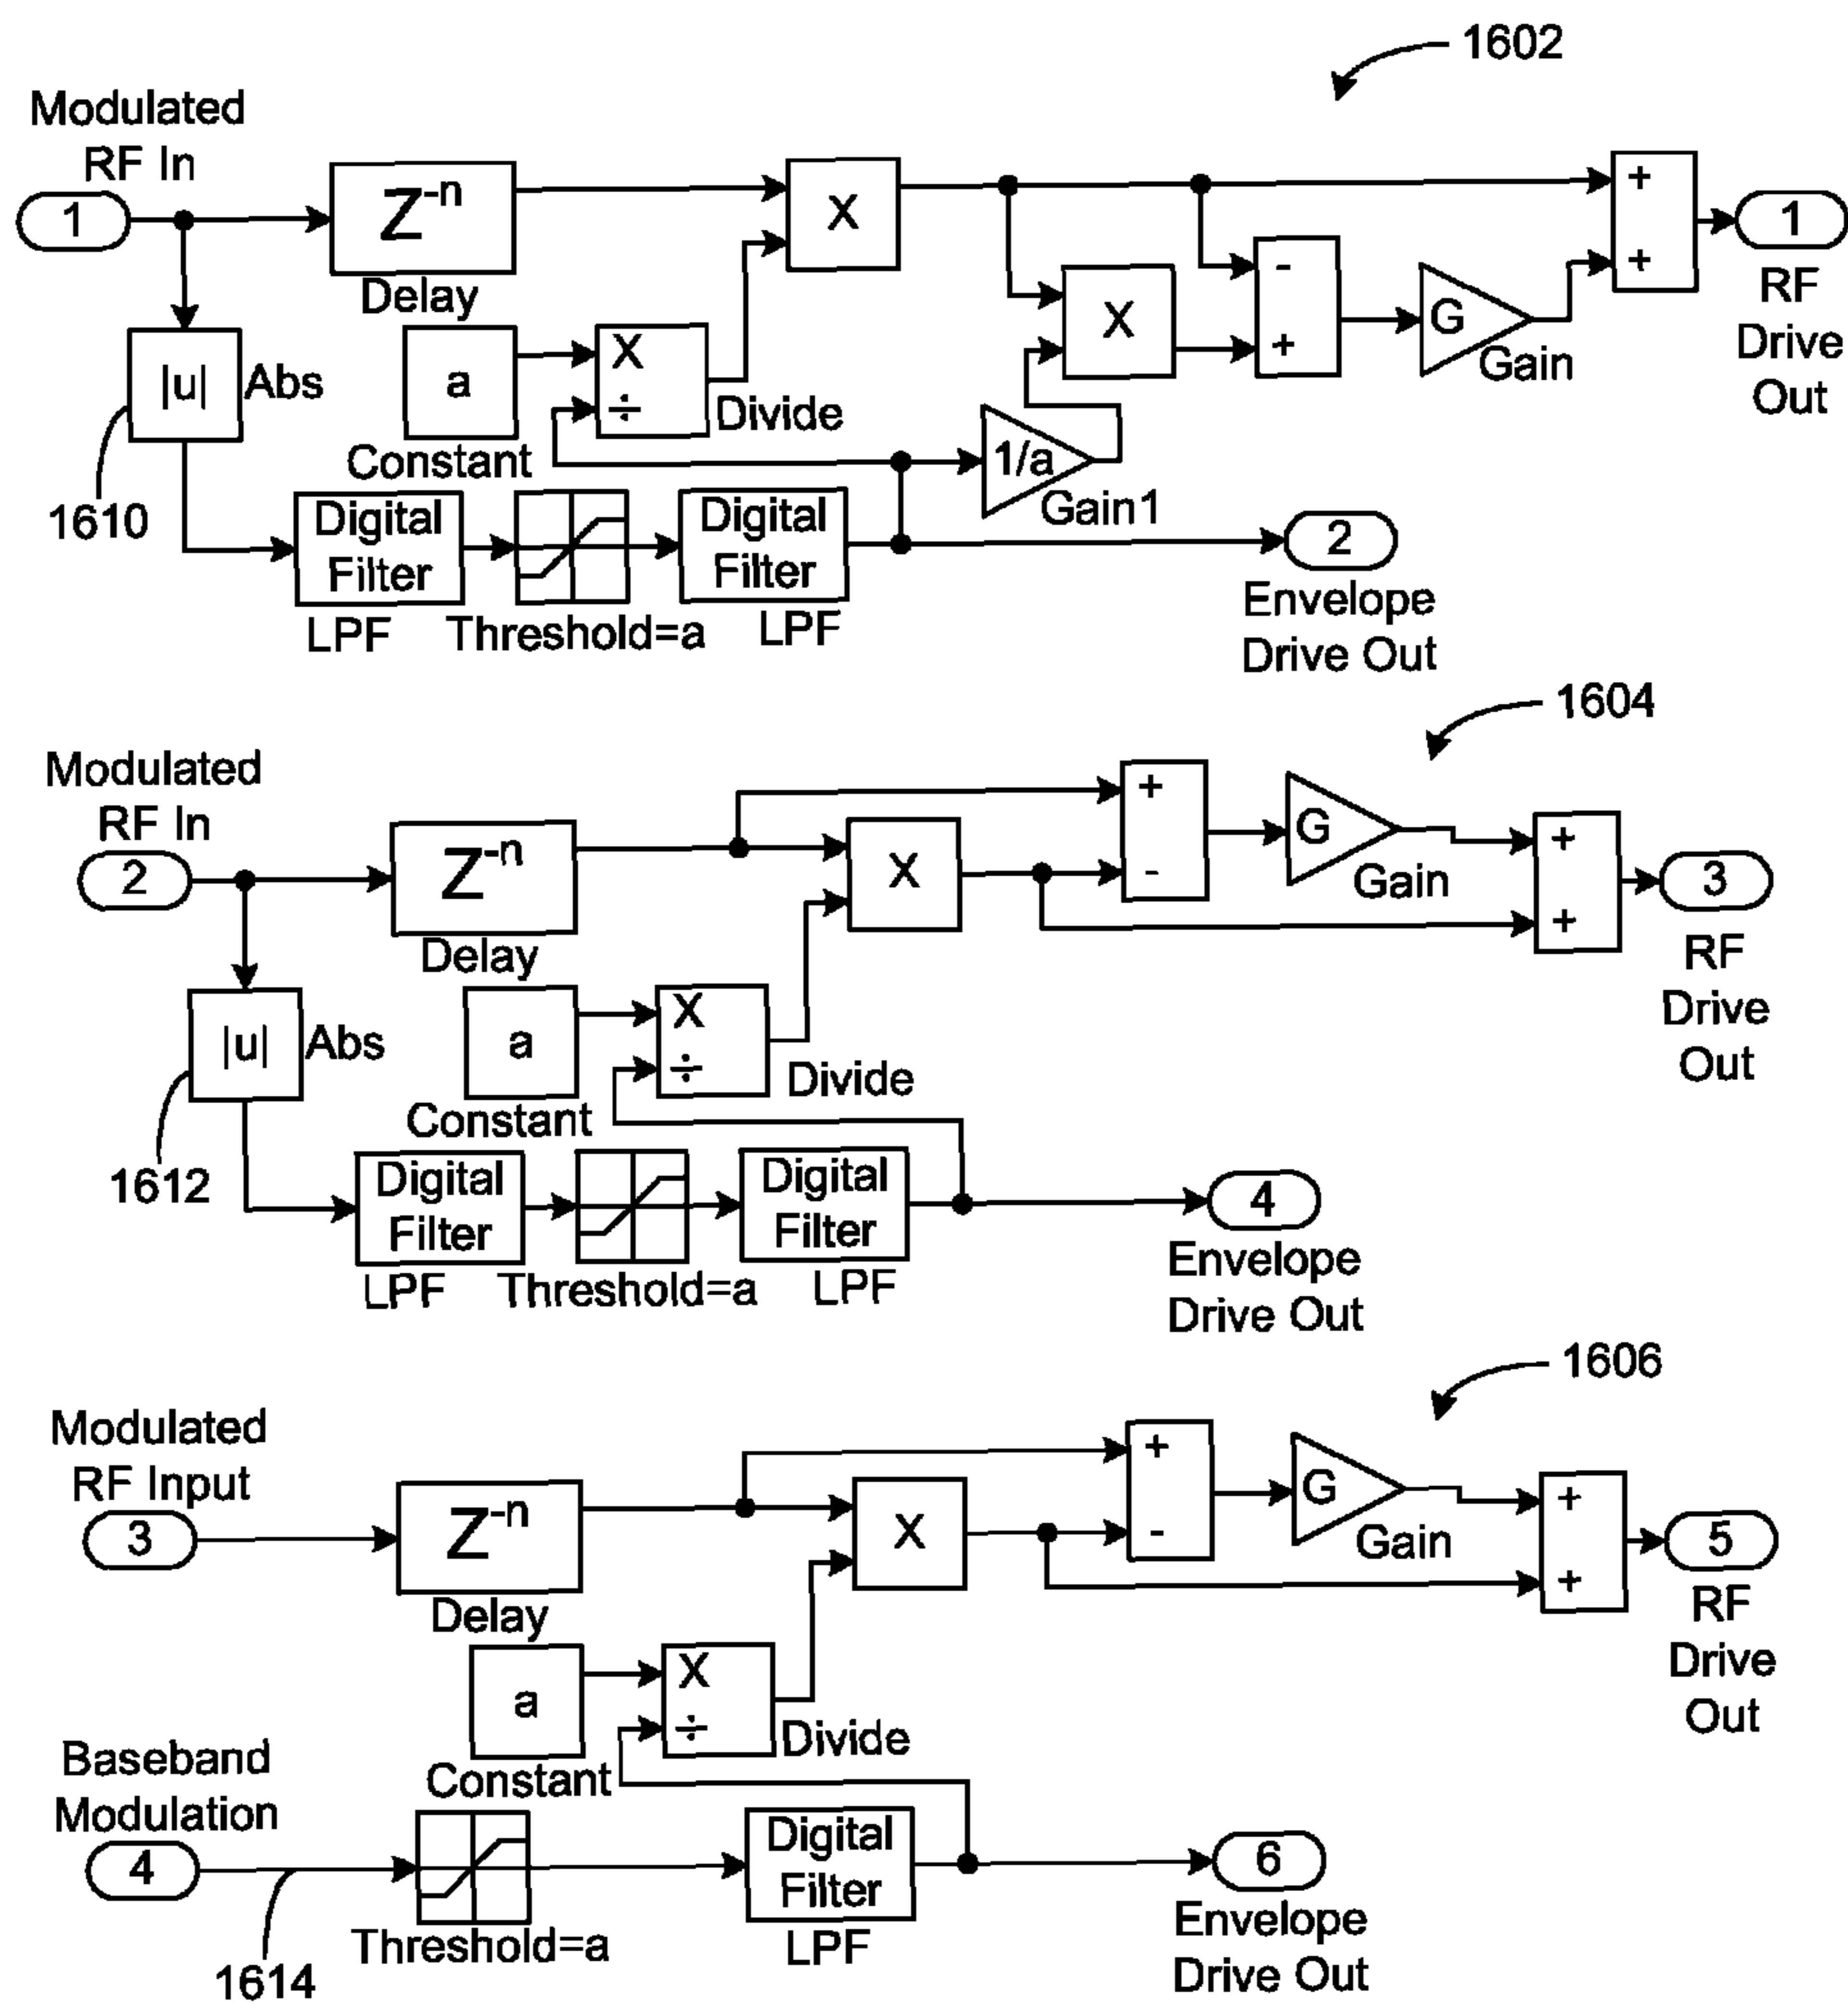 1602
Modulated
RF In
1
Z-n
Delay
X
+
+
1
RF
Drive
Out
-
+
X
G
Gain
|u|
Abs
1610
a
Constant
X
÷
Divide
1/a
Gain1
Digital
Filter
LPF
Threshold=a
Digital
Filter
LPF
2
Envelope
Drive Out
1604
Modulated
RF In
2
Z-n
Delay
X
+
-
G
Gain
+
+
3
RF
Drive
Out
|u|
Abs
1612
a
Constant
X
÷
Divide
Digital
Filter
LPF
Threshold=a
Digital
Filter
LPF
4
Envelope
Drive Out
1606
Modulated
RF Input
3
Z-n
Delay
X
+
-
G
Gain
+
+
5
RF
Drive
Out
a
Constant
X
÷
Divide
Baseband
Modulation
4
1614
Threshold=a
Digital
Filter
LPF
6
Envelope
Drive Out